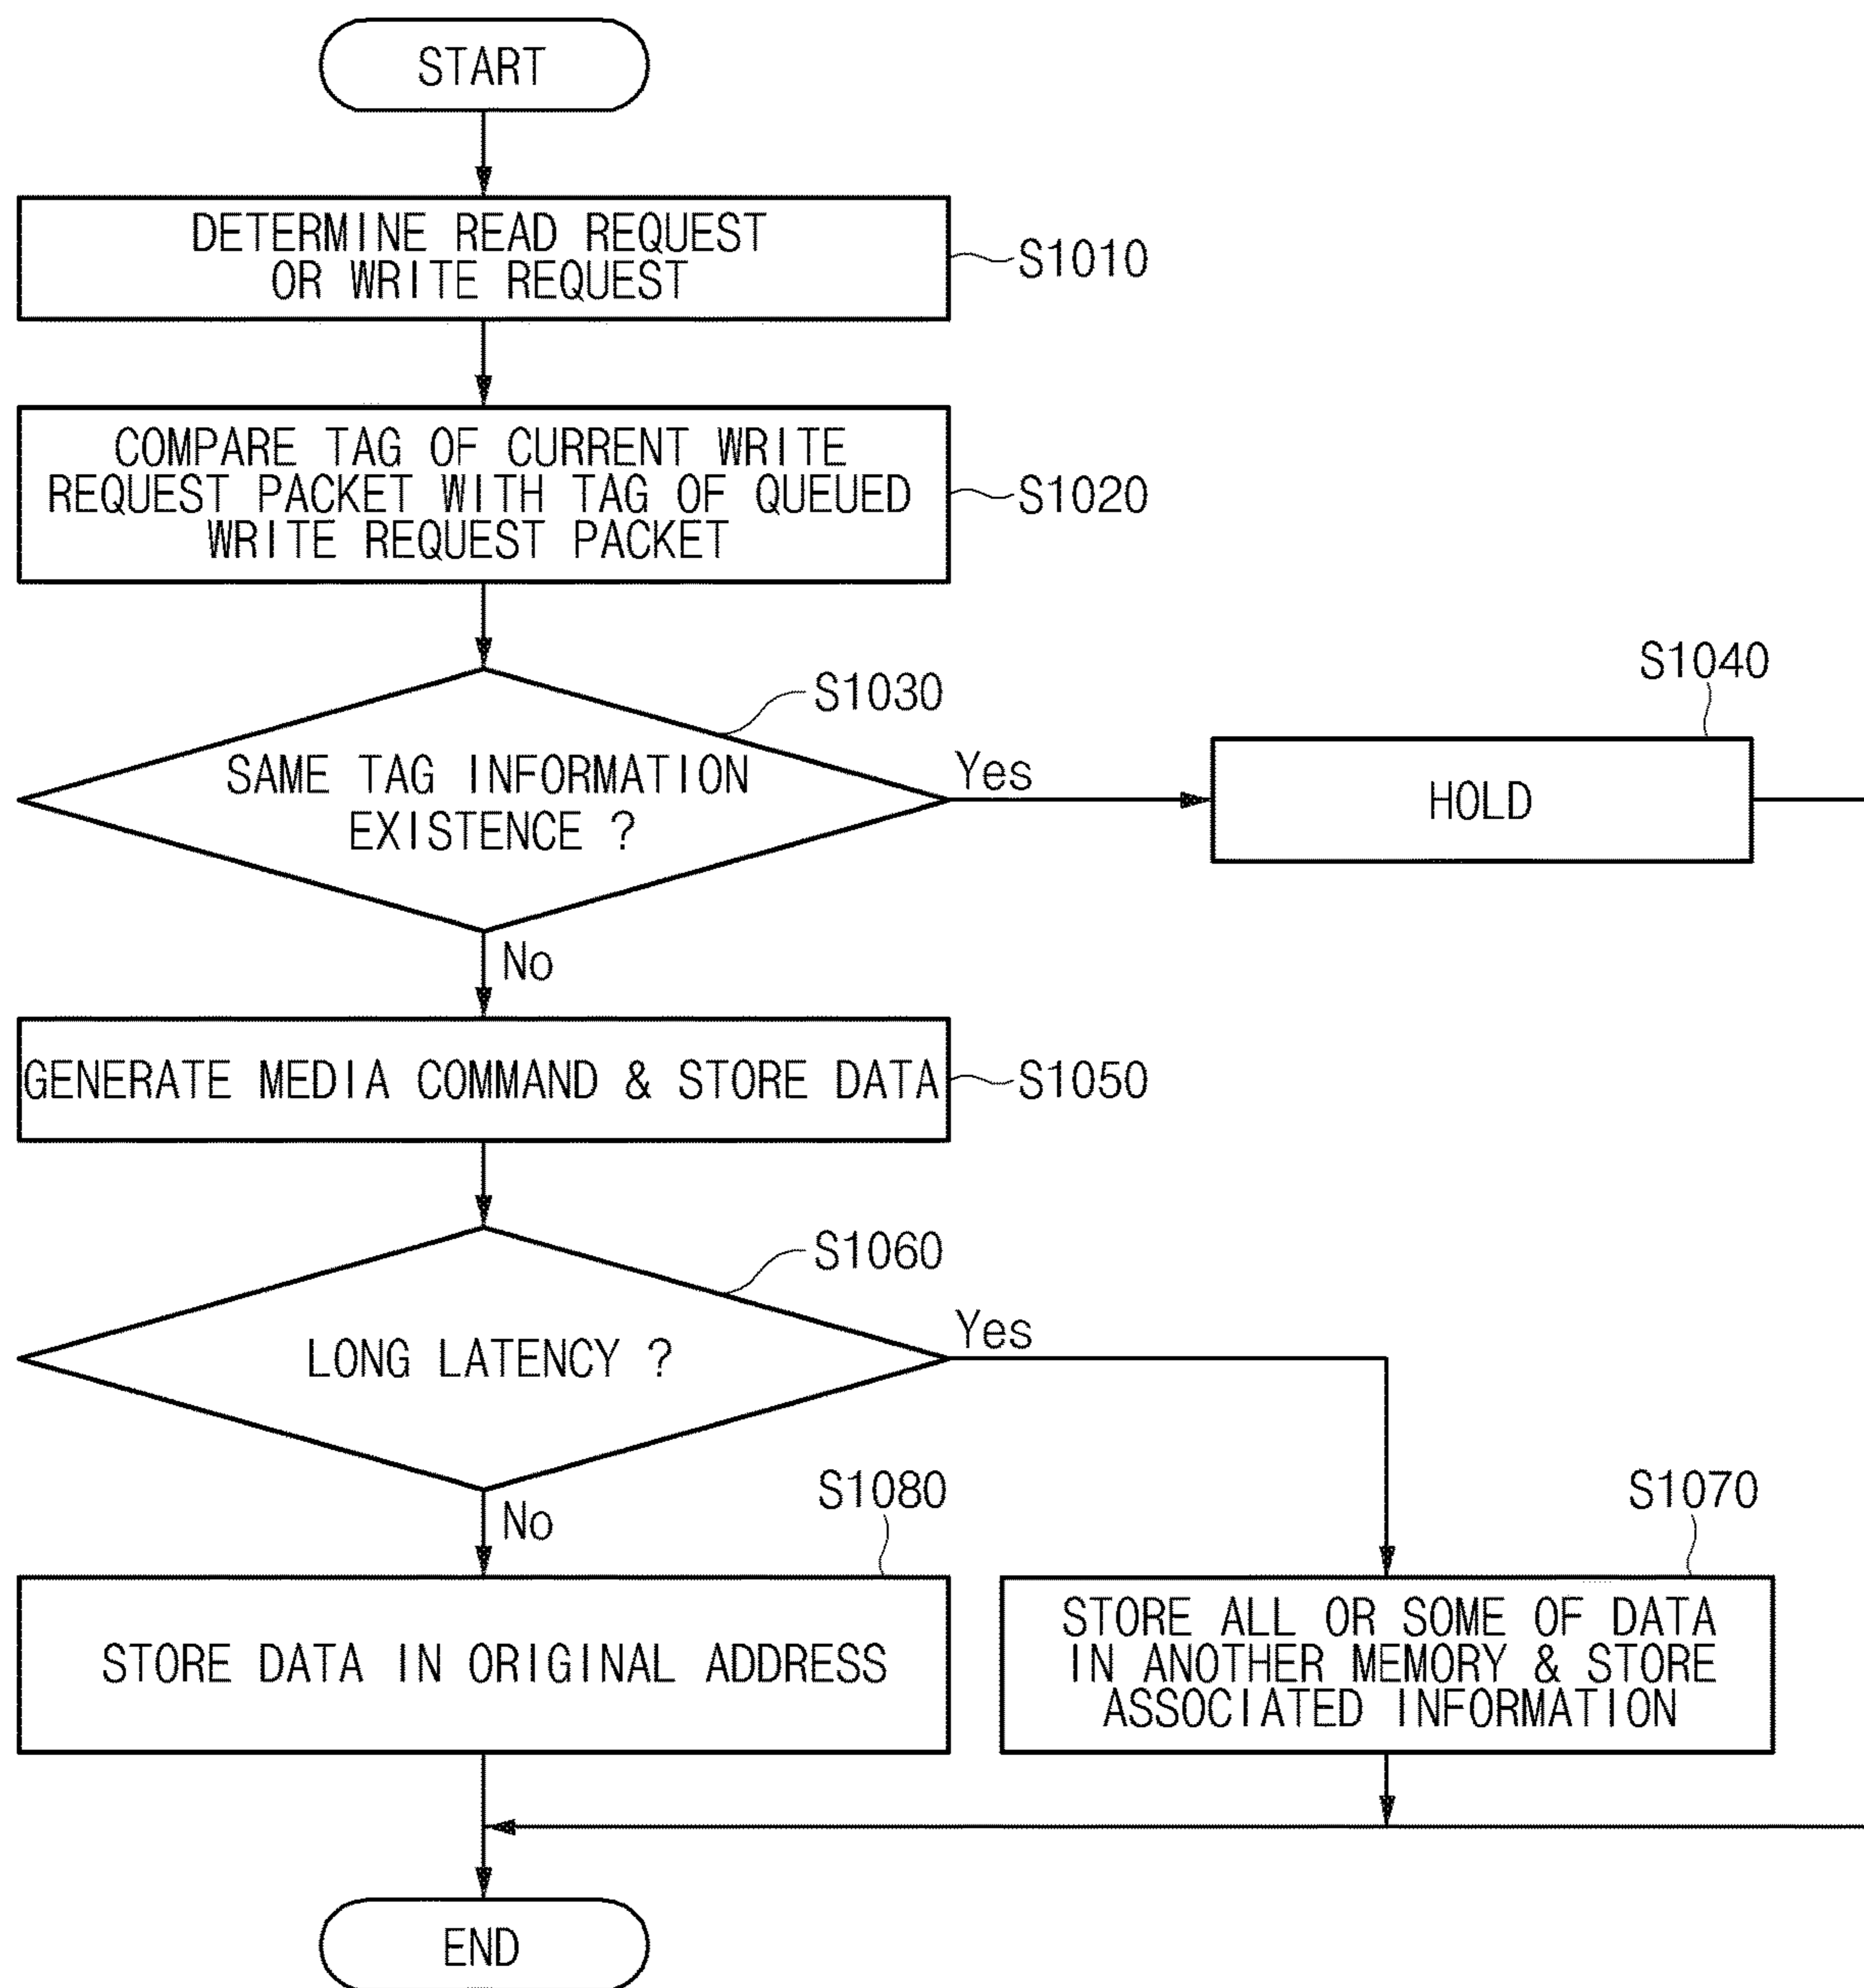 START
DETERMINE READ REQUEST
OR WRITE REQUEST
S1010
COMPARE TAG OF CURRENT WRITE
REQUEST PACKET WITH TAG OF QUEUED
WRITE REQUEST PACKET
S1020
S1030
SAME TAG INFORMATION
EXISTENCE ?
Yes
S1040
HOLD
No
GENERATE MEDIA COMMAND & STORE DATA
S1050
S1060
LONG LATENCY ?
Yes
No
S1080
STORE DATA IN ORIGINAL ADDRESS
S1070
STORE ALL OR SOME OF DATA
IN ANOTHER MEMORY & STORE
ASSOCIATED INFORMATION
END